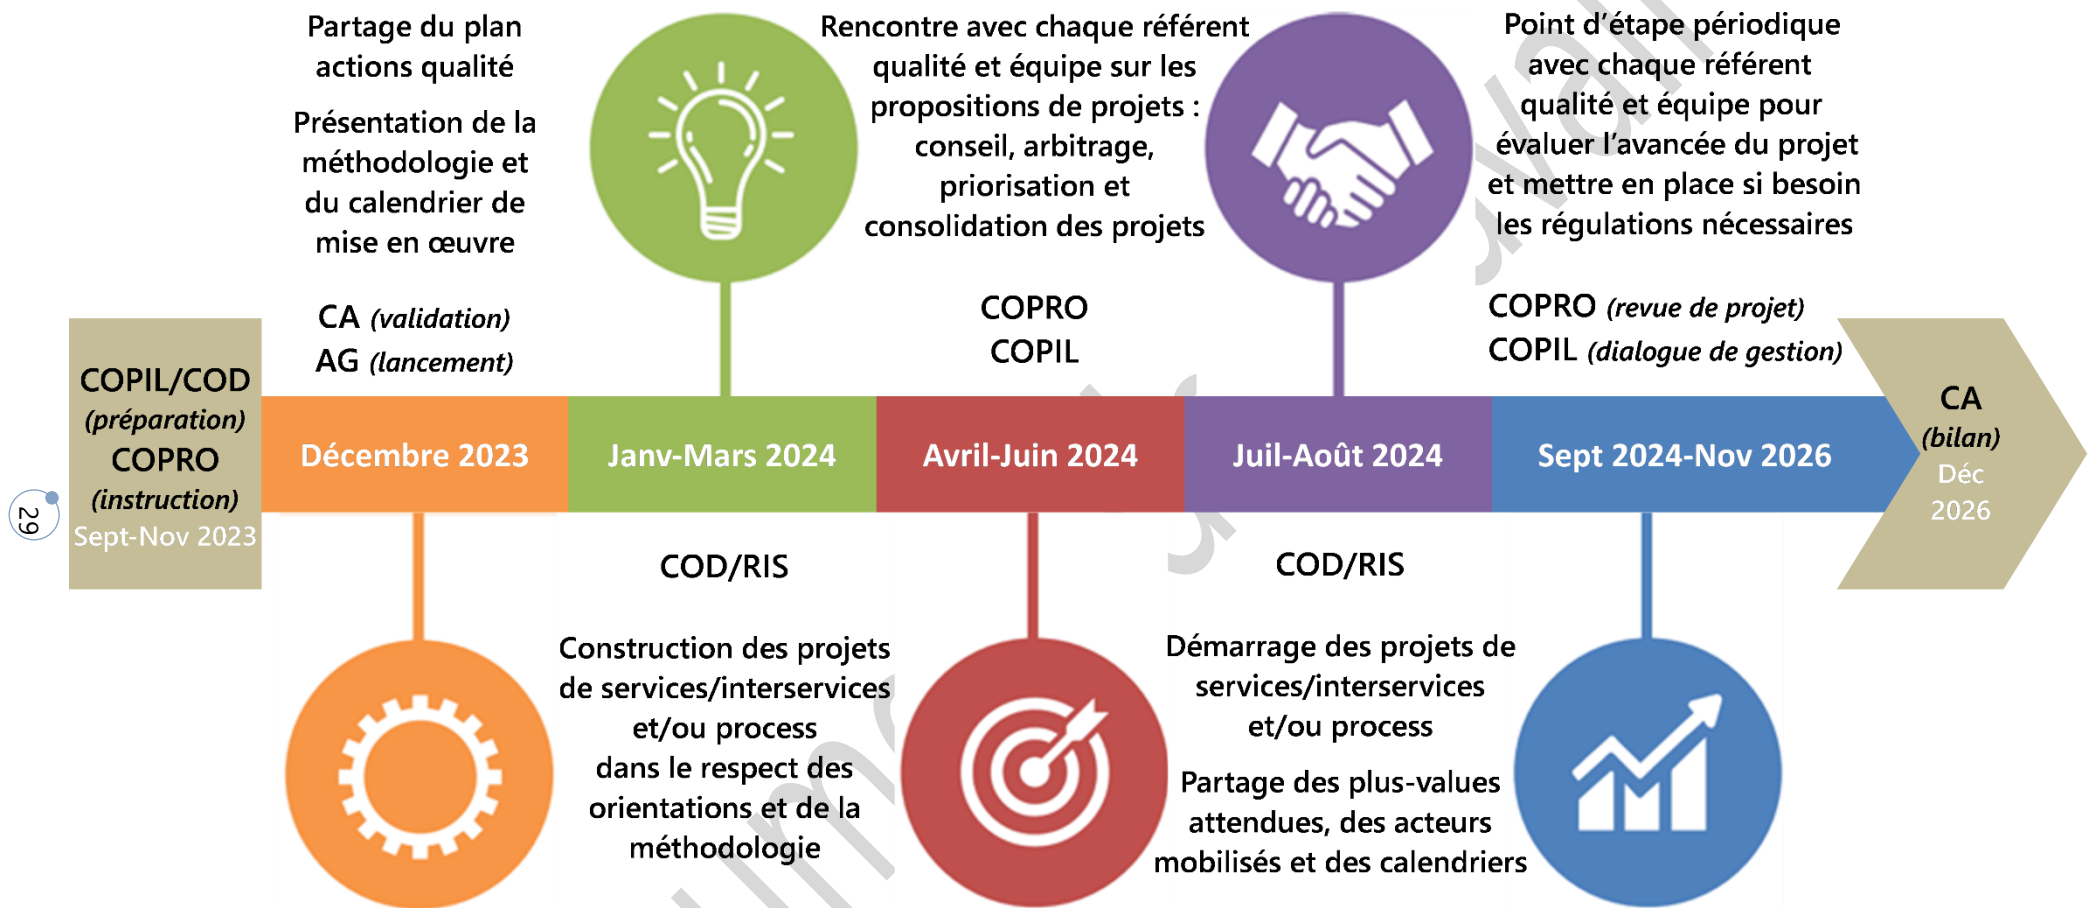 Partage du plan
actions qualité
Présentation de la
méthodologie et
du calendrier de
mise en œuvre
CA (validation)
AG (lancement)
Rencontre avec chaque référent
qualité et équipe sur les
propositions de projets :
conseil, arbitrage,
priorisation et
consolidation des projets
COPRO
COPIL
Point d’étape périodique
avec chaque référent
qualité et équipe pour
évaluer l’avancée du projet
et mettre en place si besoin
les régulations nécessaires
COPRO (revue de projet)
COPIL (dialogue de gestion)
COPIL/COD
(préparation)
COPRO
(instruction)
Sept-Nov 2023
Décembre 2023
Janv-Mars 2024
Avril-Juin 2024
Juil-Août 2024
Sept 2024-Nov 2026
CA
(bilan)
Déc
2026
29
COD/RIS
Construction des projets
de services/interservices
et/ou process
dans le respect des
orientations et de la
méthodologie
COD/RIS
Démarrage des projets de
services/interservices
et/ou process
Partage des plus-values
attendues, des acteurs
mobilisés et des calendriers